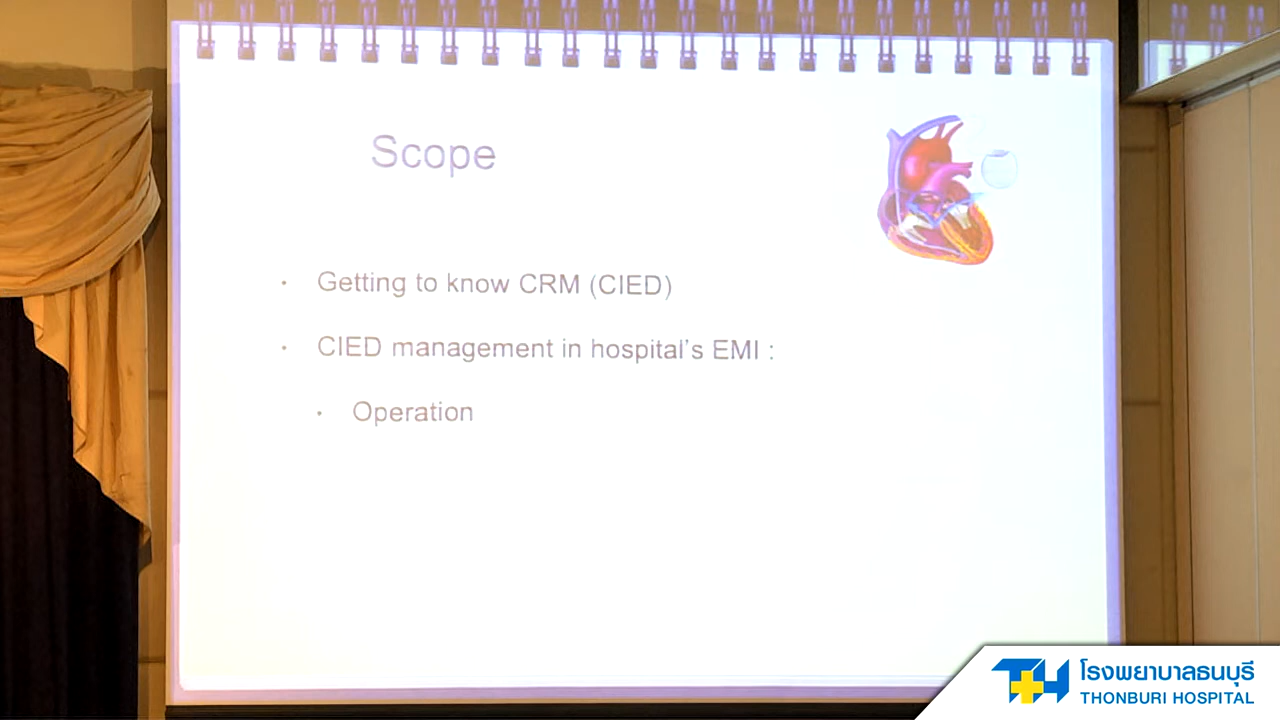 Scope
· Getting to know CRM (CIED)
· CIED management in hospital's EMI :
· Operation
TH
โรงพยาบาลธนบุรี
THONBURI HOSPITAL